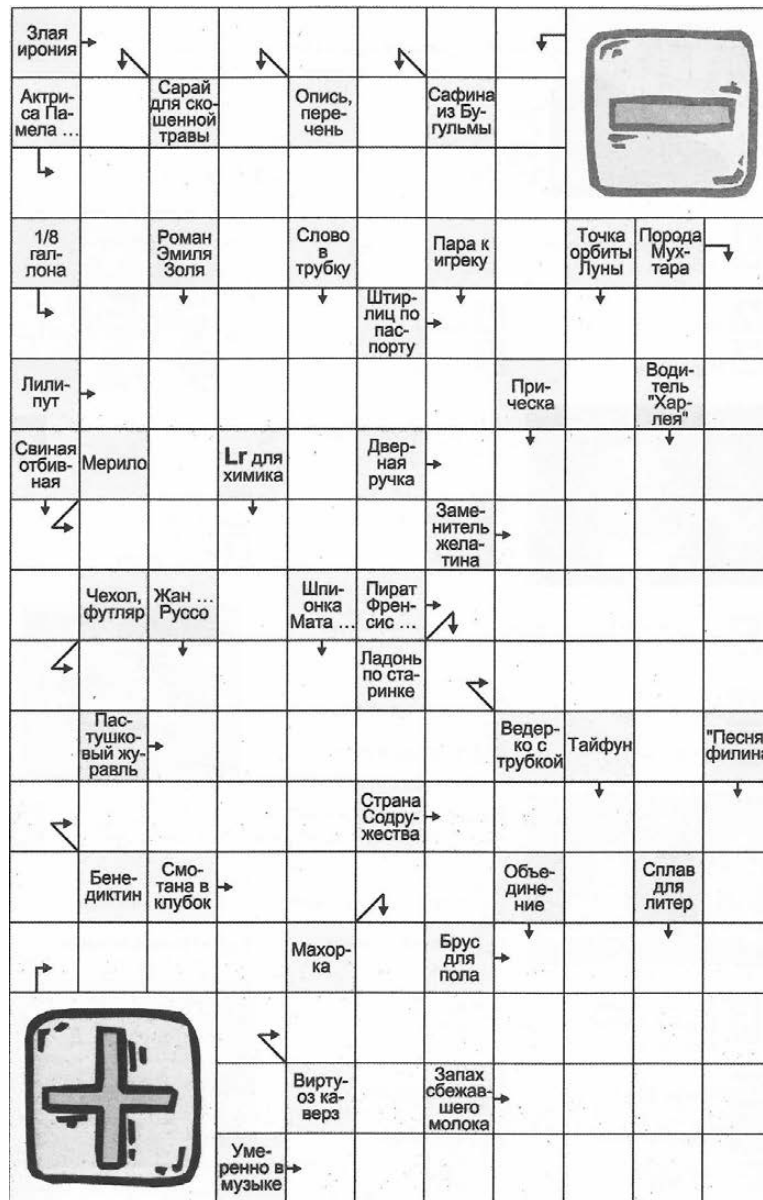 Злая
ирония
Актри-
са Па-
мела ...
Сарай
для ско-
шенной
травы
Опись,
пере-
чень
Сафина
из Бу-
гульмы
1/8
гал-
лона
Роман
Эмиля
Золя
Слово
в
трубку
Пара к
игреку
Точка
орбиты
Луны
Порода
Мух-
тара
Штир-
лиц по
пас-
порту
Лили-
пут
При-
ческа
Води-
тель
"Хар-
лея"
Свиная
отбив-
ная
Мерило
Lr для
химика
Двер-
ная
ручка
Заме-
нитель
жела-
тина
Чехол,
футляр
Жан ...
Руссо
Шпи-
онка
Мата ...
Пират
Френ-
сис ...
Ладонь
по ста-
ринке
Пас-
тушко-
вый жу-
равль
Ведер-
ко с
трубкой
Тайфун
"Песня"
филина
Страна
Содру-
жества
Бене-
диктин
Смо-
тана в
клубок
Объе-
дине-
ние
Сплав
для
литер
Махор-
ка
Брус
для
пола
Вирту-
оз ка-
верз
Запах
сбежав-
шего
молока
Уме-
ренно в
музыке